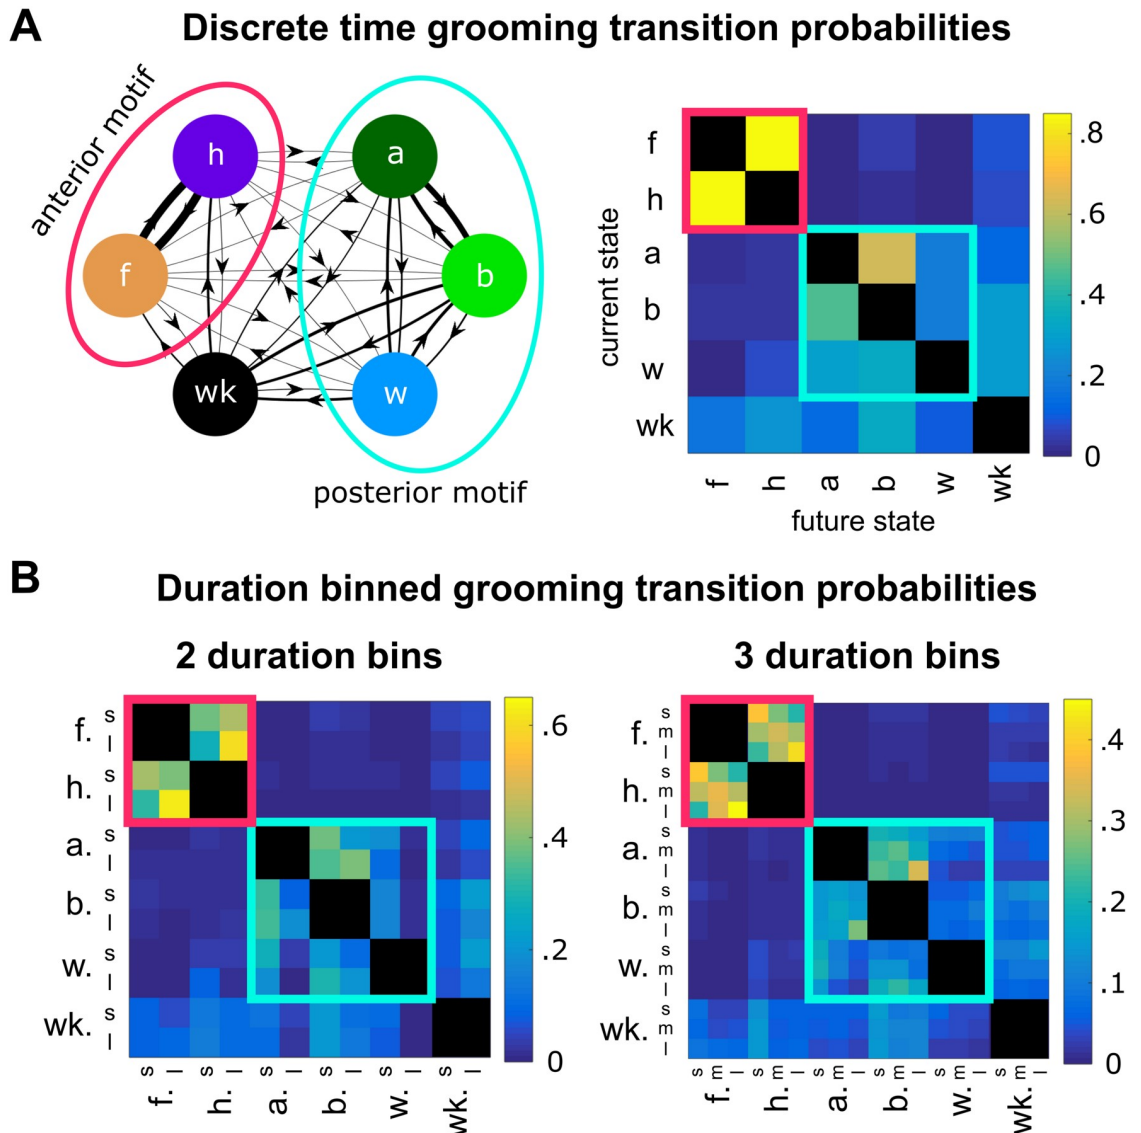 A
Discrete time grooming transition probabilities
anterior motif
h
a
f
b
wk
w
posterior motif
current state
f
h
a
b
w
wk
f
h
a
b
w
wk
future state
.8
.6
.4
.2
0
B
Duration binned grooming transition probabilities
2 duration bins
f. s l
h. s l
a. s l
b. s l
w. s l
wk. s l
s l s l s l s l s l s l
f. h. a. b. w. wk.
.6
.4
.2
0
3 duration bins
f. s m l
h. s m l
a. s m l
b. s m l
w. s m l
wk. s m l
s m l s m l s m l s m l s m l s m l
f. h. a. b. w. wk.
.4
.3
.2
.1
0